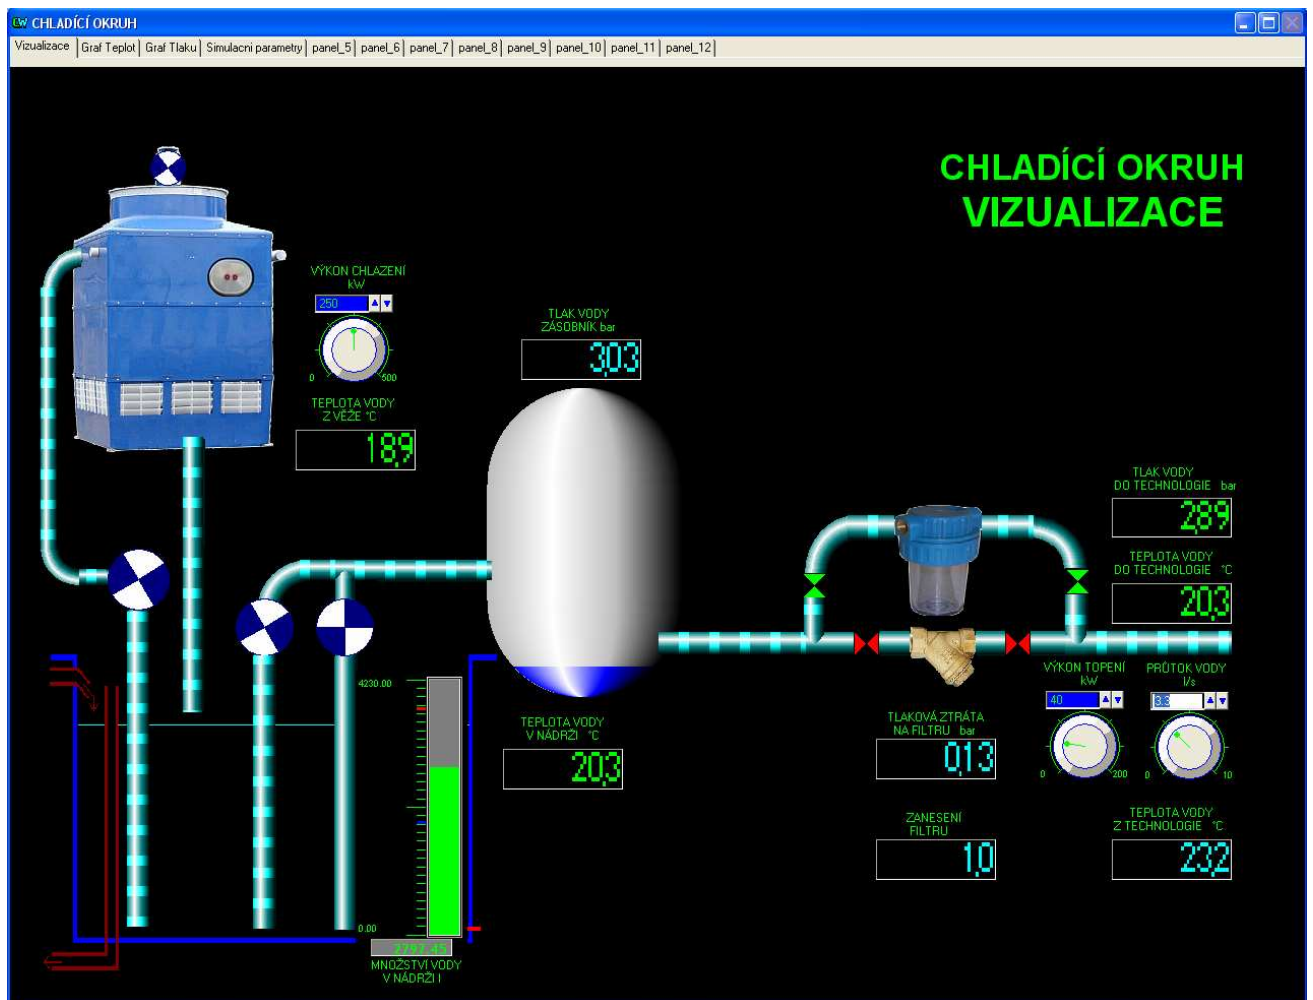 CHLADÍCÍ OKRUH
Vizualizace Graf Teplot Graf Tlaku Simulacni parametry panel_5 panel_6 panel_7 panel_8 panel_9 panel_10 panel_11 panel_12
CHLADÍCÍ OKRUH
VIZUALIZACE
VÝKON CHLAZENÍ
kW
250
0 500
TEPLOTA VODY
Z VĚŽE °C
18,9
TLAK VODY
ZÁSOBNÍK bar
3,03
TLAK VODY
DO TECHNOLOGIE bar
2,89
TEPLOTA VODY
DO TECHNOLOGIE °C
20,3
VÝKON TOPENÍ
kW
40
0 200
PRŮTOK VODY
l/s
3.3
0 10
4230.00
0.00
2797.45
MNOŽSTVÍ VODY
V NÁDRŽI l
TEPLOTA VODY
V NÁDRŽI °C
20,3
TLAKOVÁ ZTRÁTA
NA FILTRU bar
0,13
ZANESENÍ
FILTRU
1,0
TEPLOTA VODY
Z TECHNOLOGIE °C
23,2